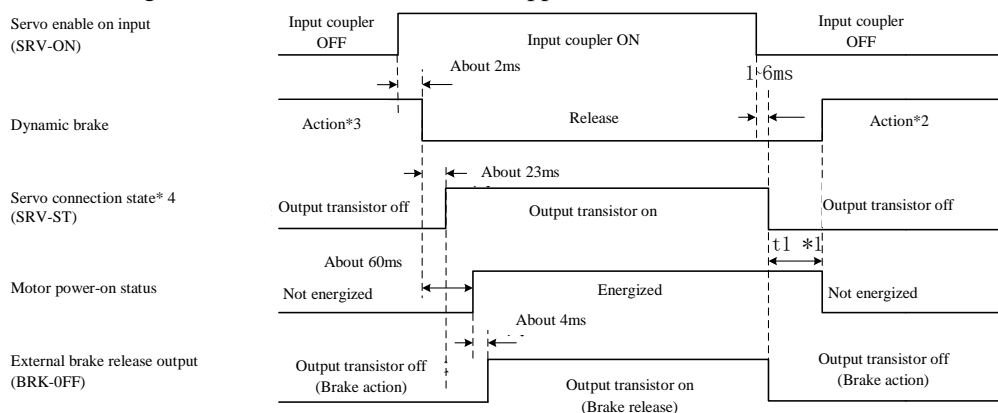 Servo enable on input
(SRV-ON)
Input coupler
OFF
Input coupler ON
Input coupler
OFF
About 2ms
1~6ms
Dynamic brake
Action*3
Release
Action*2
About 23ms
Servo connection state* 4
(SRV-ST)
Output transistor off
Output transistor on
Output transistor off
t1 *1
About 60ms
Motor power-on status
Not energized
Energized
Not energized
About 4ms
External brake release output
(BRK-0FF)
Output transistor off
(Brake action)
Output transistor on
(Brake release)
Output transistor off
(Brake action)